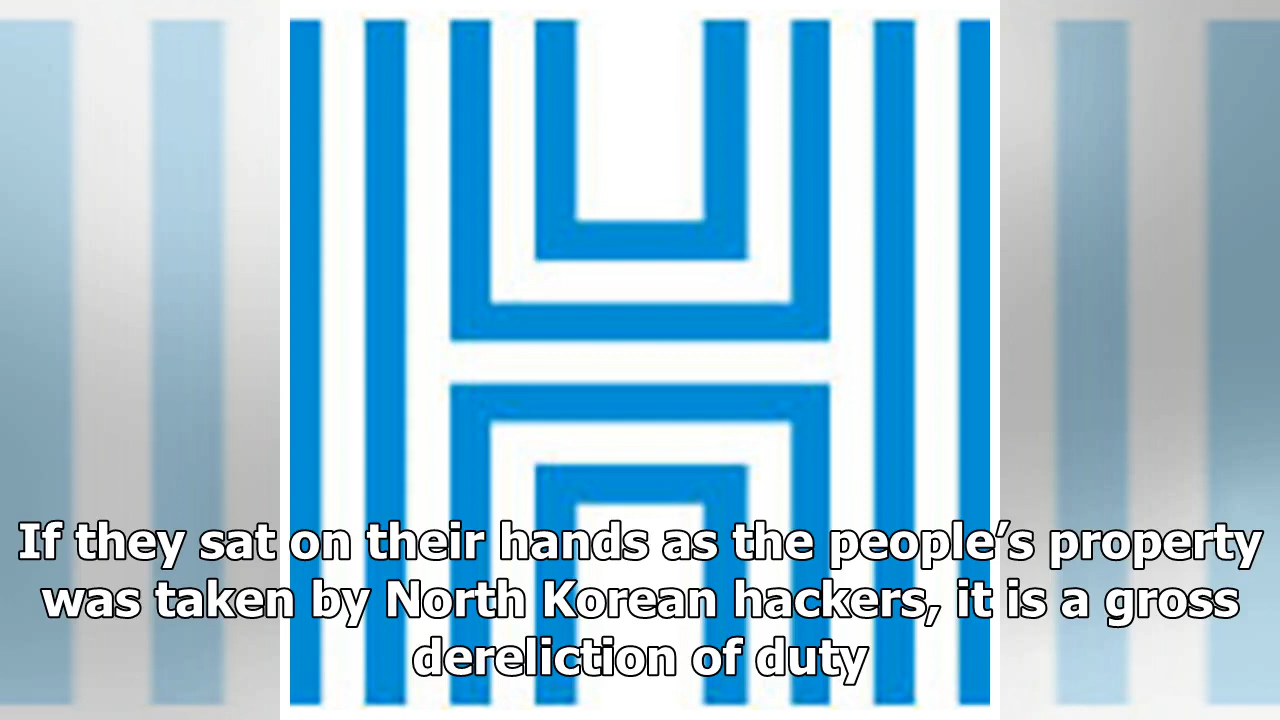 If they sat on their hands as the people’s property
was taken by North Korean hackers, it is a gross
dereliction of duty